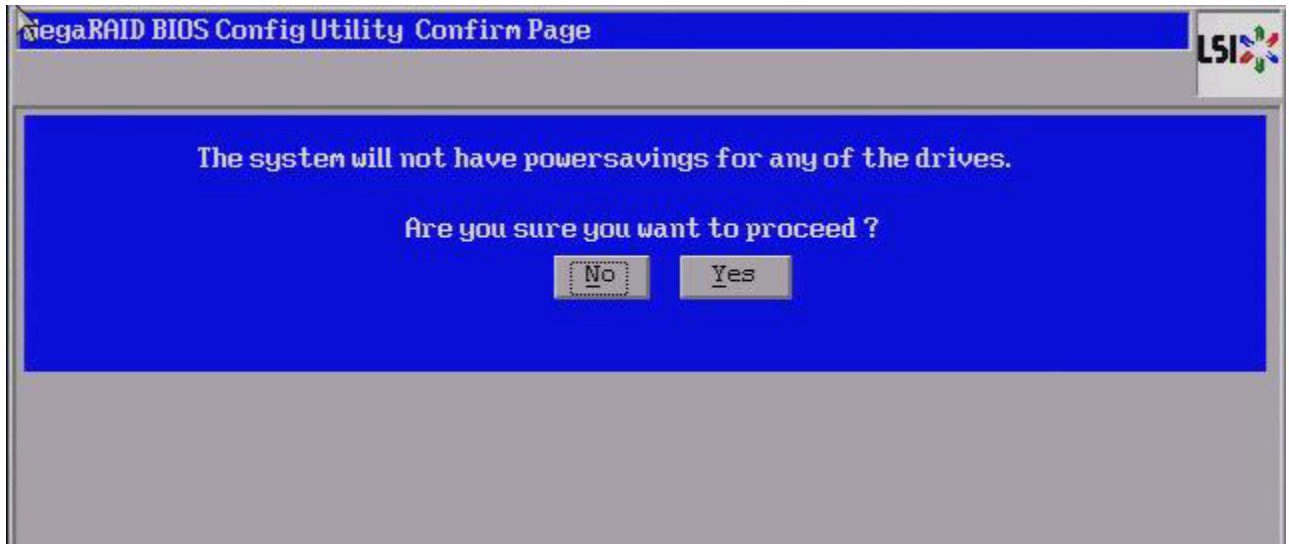 MegaRAID BIOS Config Utility Confirm Page
LSI
The system will not have powersavings for any of the drives.
Are you sure you want to proceed ?
No Yes